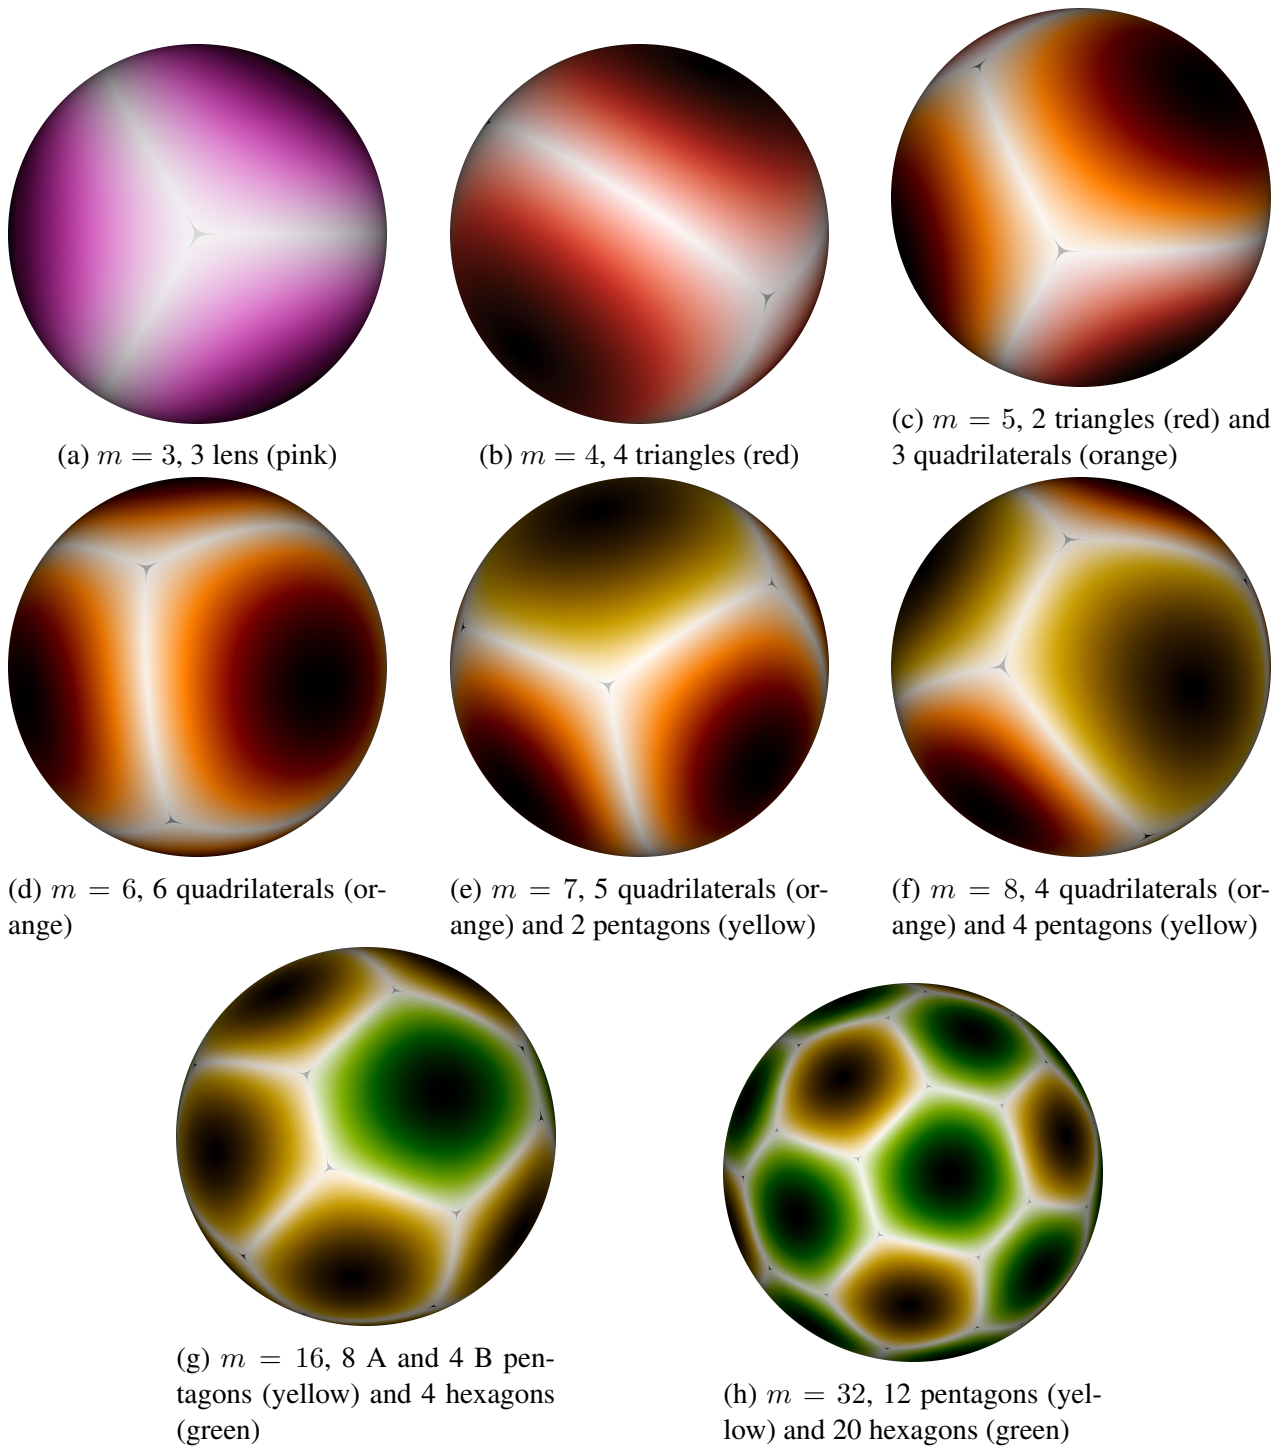 (a) m = 3, 3 lens (pink)
(b) m = 4, 4 triangles (red)
(c) m = 5, 2 triangles (red) and
3 quadrilaterals (orange)
(d) m = 6, 6 quadrilaterals (or-
ange)
(e) m = 7, 5 quadrilaterals (or-
ange) and 2 pentagons (yellow)
(f) m = 8, 4 quadrilaterals (or-
ange) and 4 pentagons (yellow)
(g) m = 16, 8 A and 4 B pen-
tagons (yellow) and 4 hexagons
(green)
(h) m = 32, 12 pentagons (yel-
low) and 20 hexagons (green)